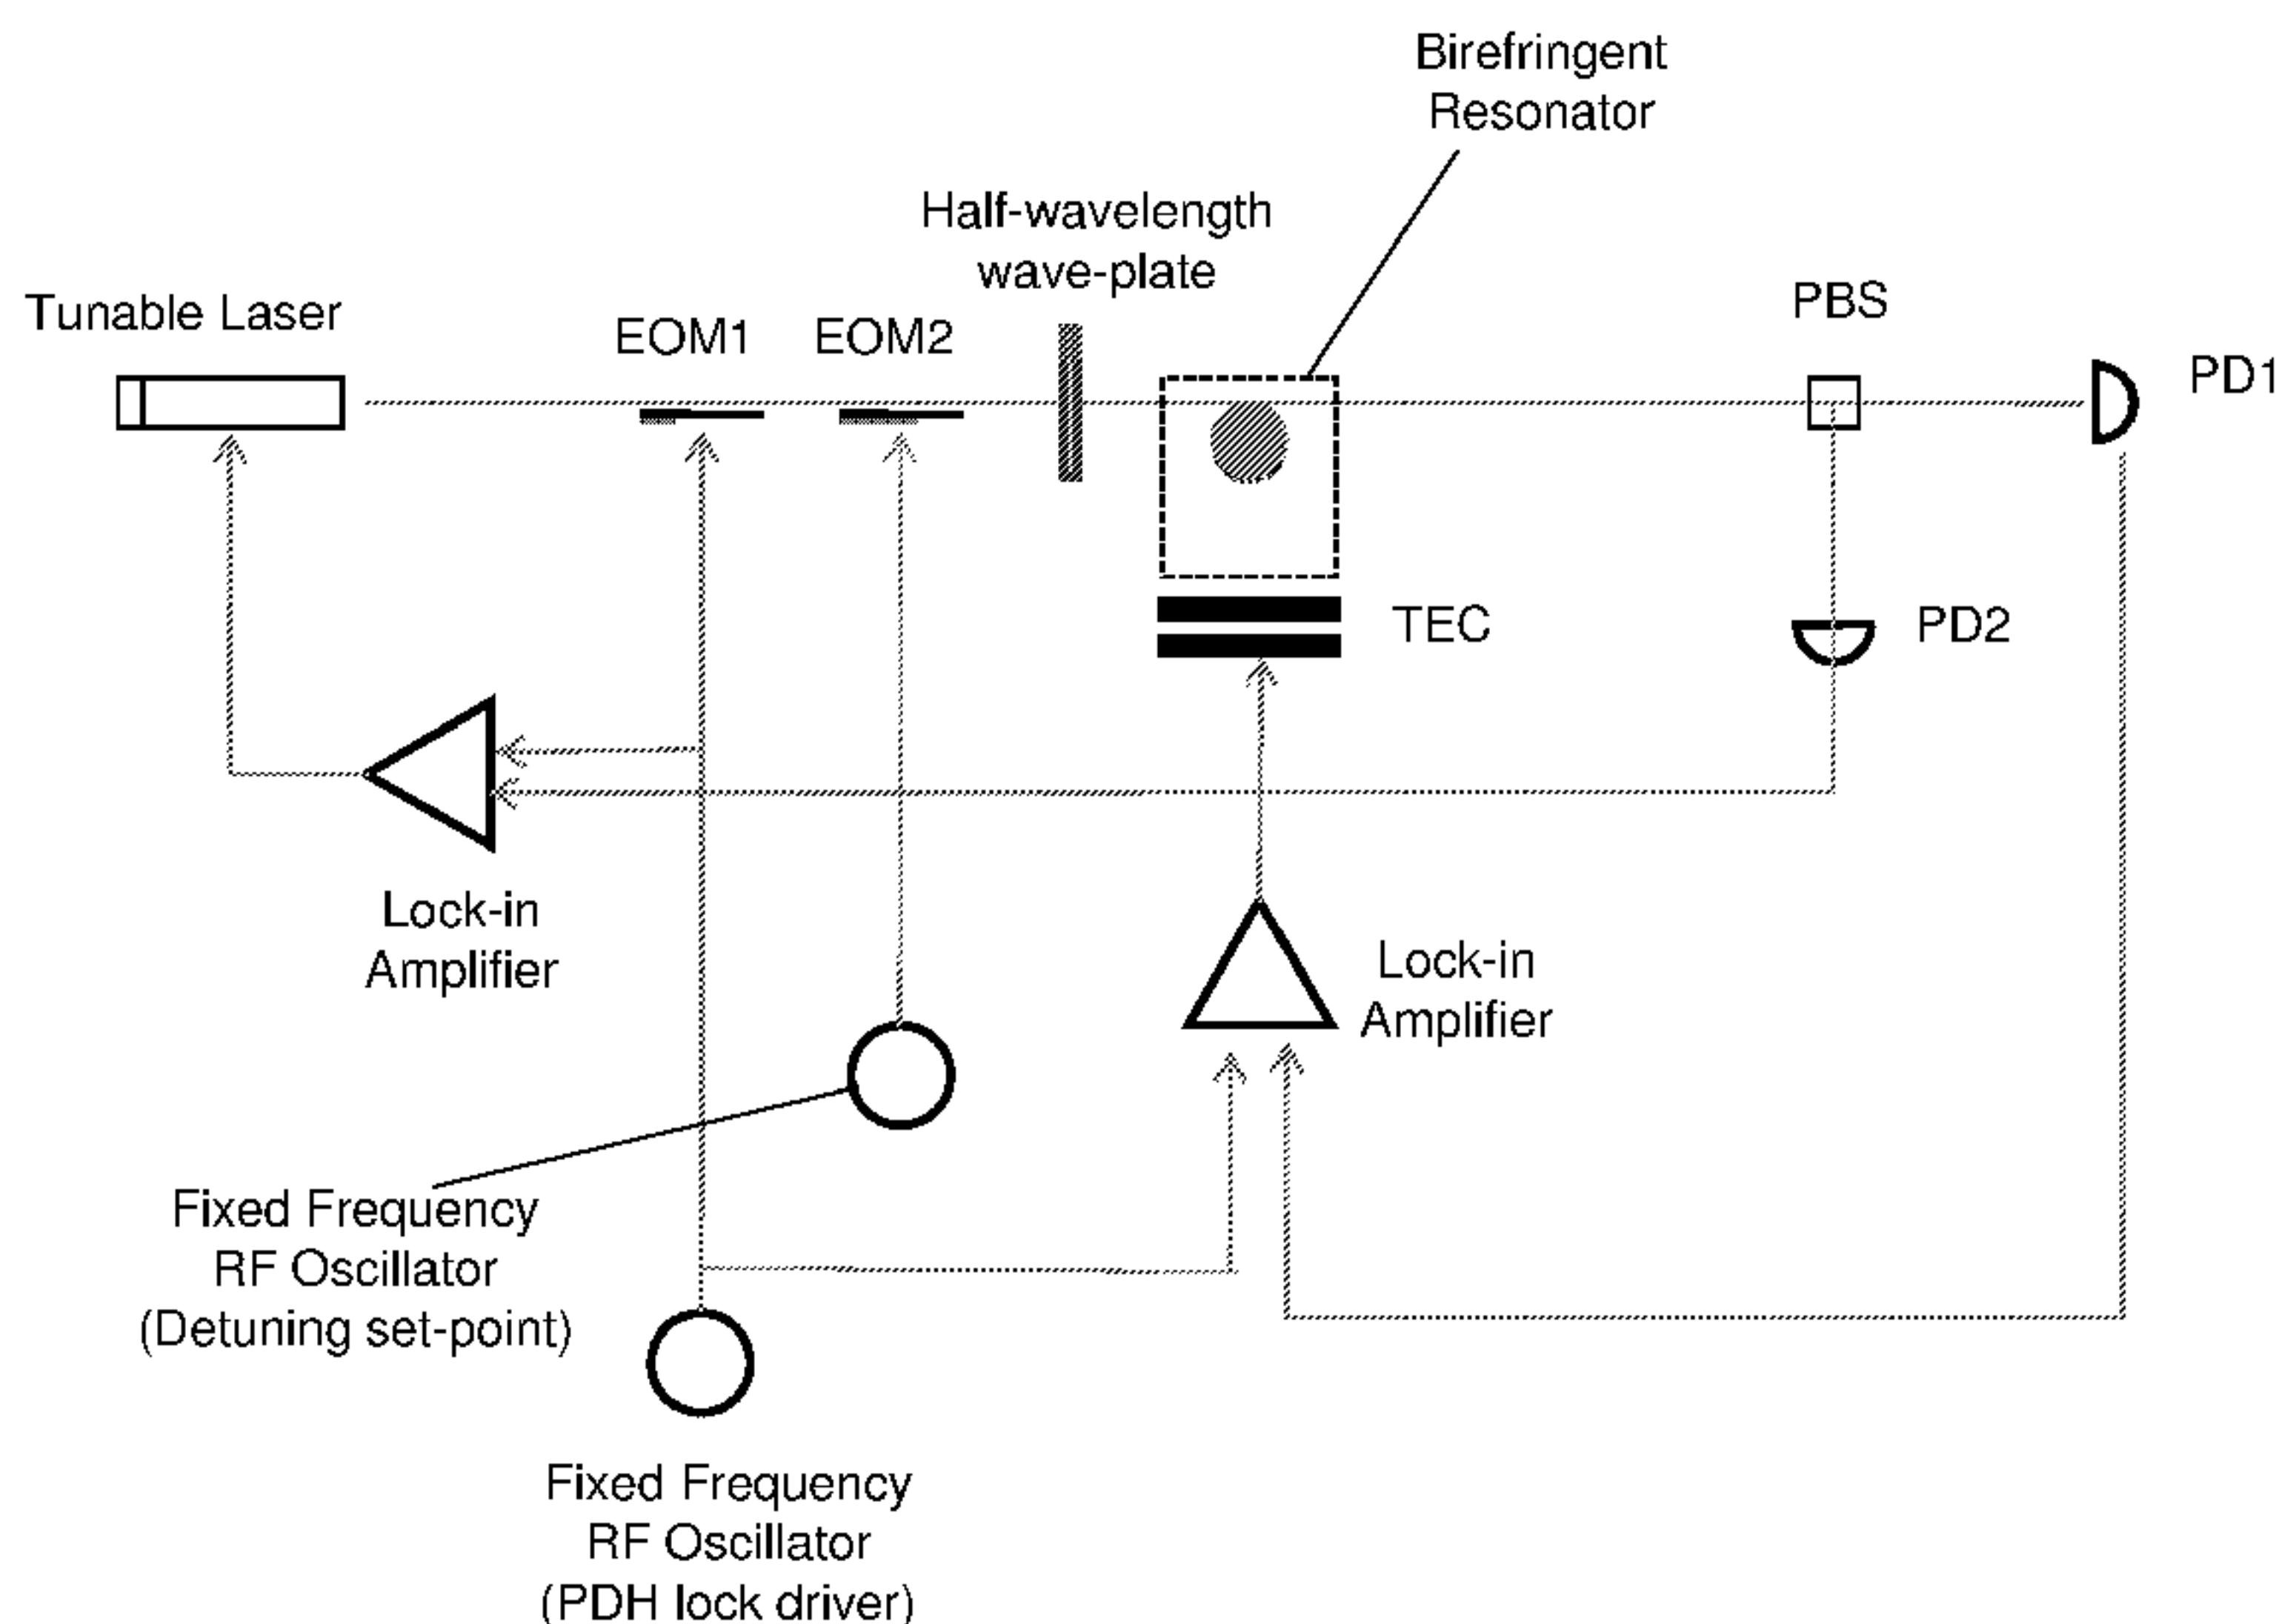 Birefringent
Resonator
Half-wavelength
wave-plate
Tunable Laser
EOM1
EOM2
PBS
PD1
TEC
PD2
Lock-in
Amplifier
Lock-in
Amplifier
Fixed Frequency
RF Oscillator
(Detuning set-point)
Fixed Frequency
RF Oscillator
(PDH lock driver)